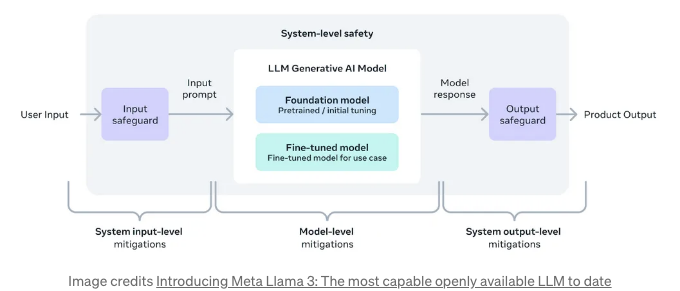 System-level safety
LLM Generative AI Model
Input
prompt
Model
response
Foundation model
Pretrained / initial tuning
User Input
Input
safeguard
Output
safeguard
Product Output
Fine-tuned model
Fine-tuned model for use case
System input-level
mitigations
Model-level
mitigations
System output-level
mitigations
Image credits Introducing Meta Llama 3: The most capable openly available LLM to date